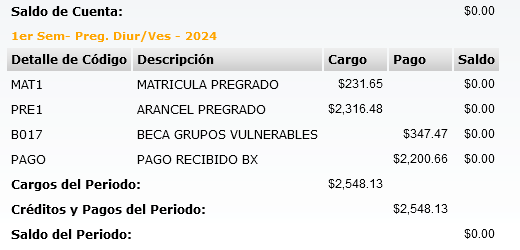 Saldo de Cuenta: $0.00
1er Sem- Preg. Diur/Ves - 2024
Detalle de Código Descripción Cargo Pago Saldo
MAT1 MATRICULA PREGRADO $231.65 $0.00
PRE1 ARANCEL PREGRADO $2,316.48 $0.00
B017 BECA GRUPOS VULNERABLES $347.47 $0.00
PAGO PAGO RECIBIDO BX $2,200.66 $0.00
Cargos del Periodo: $2,548.13
Créditos y Pagos del Periodo: $2,548.13
Saldo del Periodo: $0.00